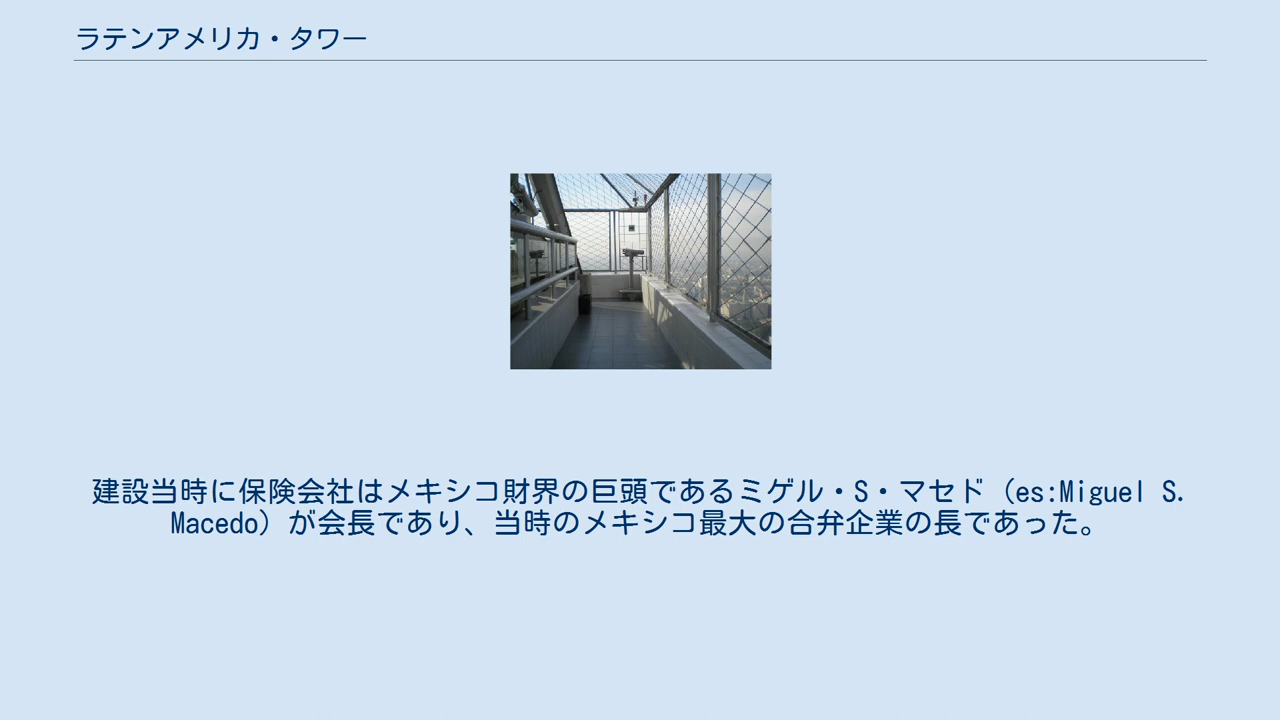 ラテンアメリカ・タワー
建設当時に保険会社はメキシコ財界の巨頭であるミゲル・S・マセド（es:Miguel S.
Macedo）が会長であり、当時のメキシコ最大の合弁企業の長であった。